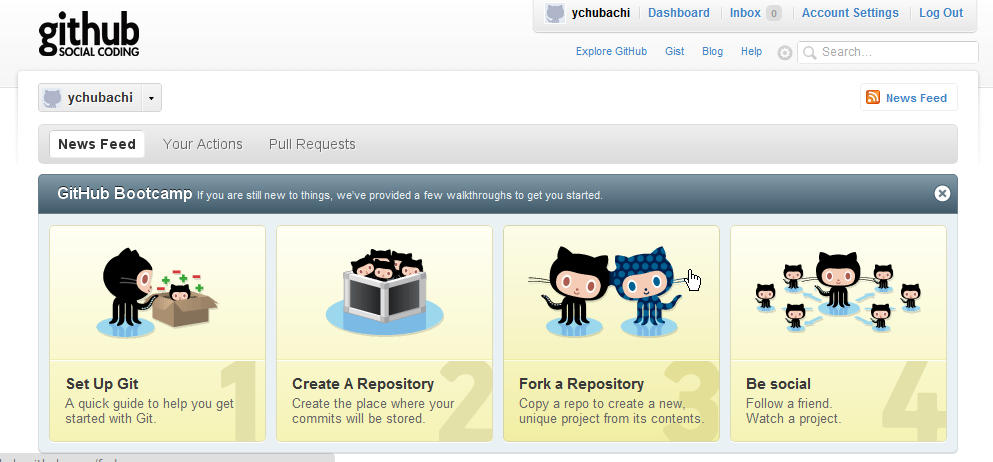 github
SOCIAL CODING
ychubachi Dashboard Inbox 0 Account Settings Log Out
Explore GitHub Gist Blog Help Search...
ychubachi
News Feed
News Feed Your Actions Pull Requests
GitHub Bootcamp If you are still new to things, we've provided a few walkthroughs to get you started.
1
Set Up Git
A quick guide to help you get
started with Git.
2
Create A Repository
Create the place where your
commits will be stored.
3
Fork a Repository
Copy a repo to create a new,
unique project from its contents.
4
Be social
Follow a friend.
Watch a project.